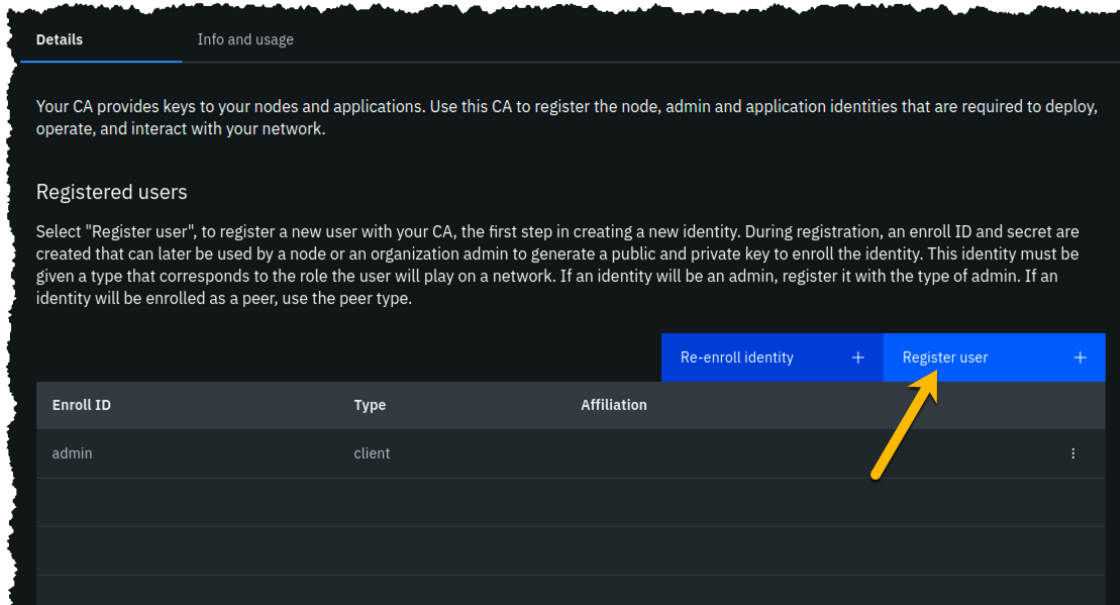 Details
Info and usage
Your CA provides keys to your nodes and applications. Use this CA to register the node, admin and application identities that are required to deploy,
operate, and interact with your network.
Registered users
Select "Register user", to register a new user with your CA, the first step in creating a new identity. During registration, an enroll ID and secret are
created that can later be used by a node or an organization admin to generate a public and private key to enroll the identity. This identity must be
given a type that corresponds to the role the user will play on a network. If an identity will be an admin, register it with the type of admin. If an
identity will be enrolled as a peer, use the peer type.
Re-enroll identity +
Register user +
Enroll ID Type Affiliation
admin client